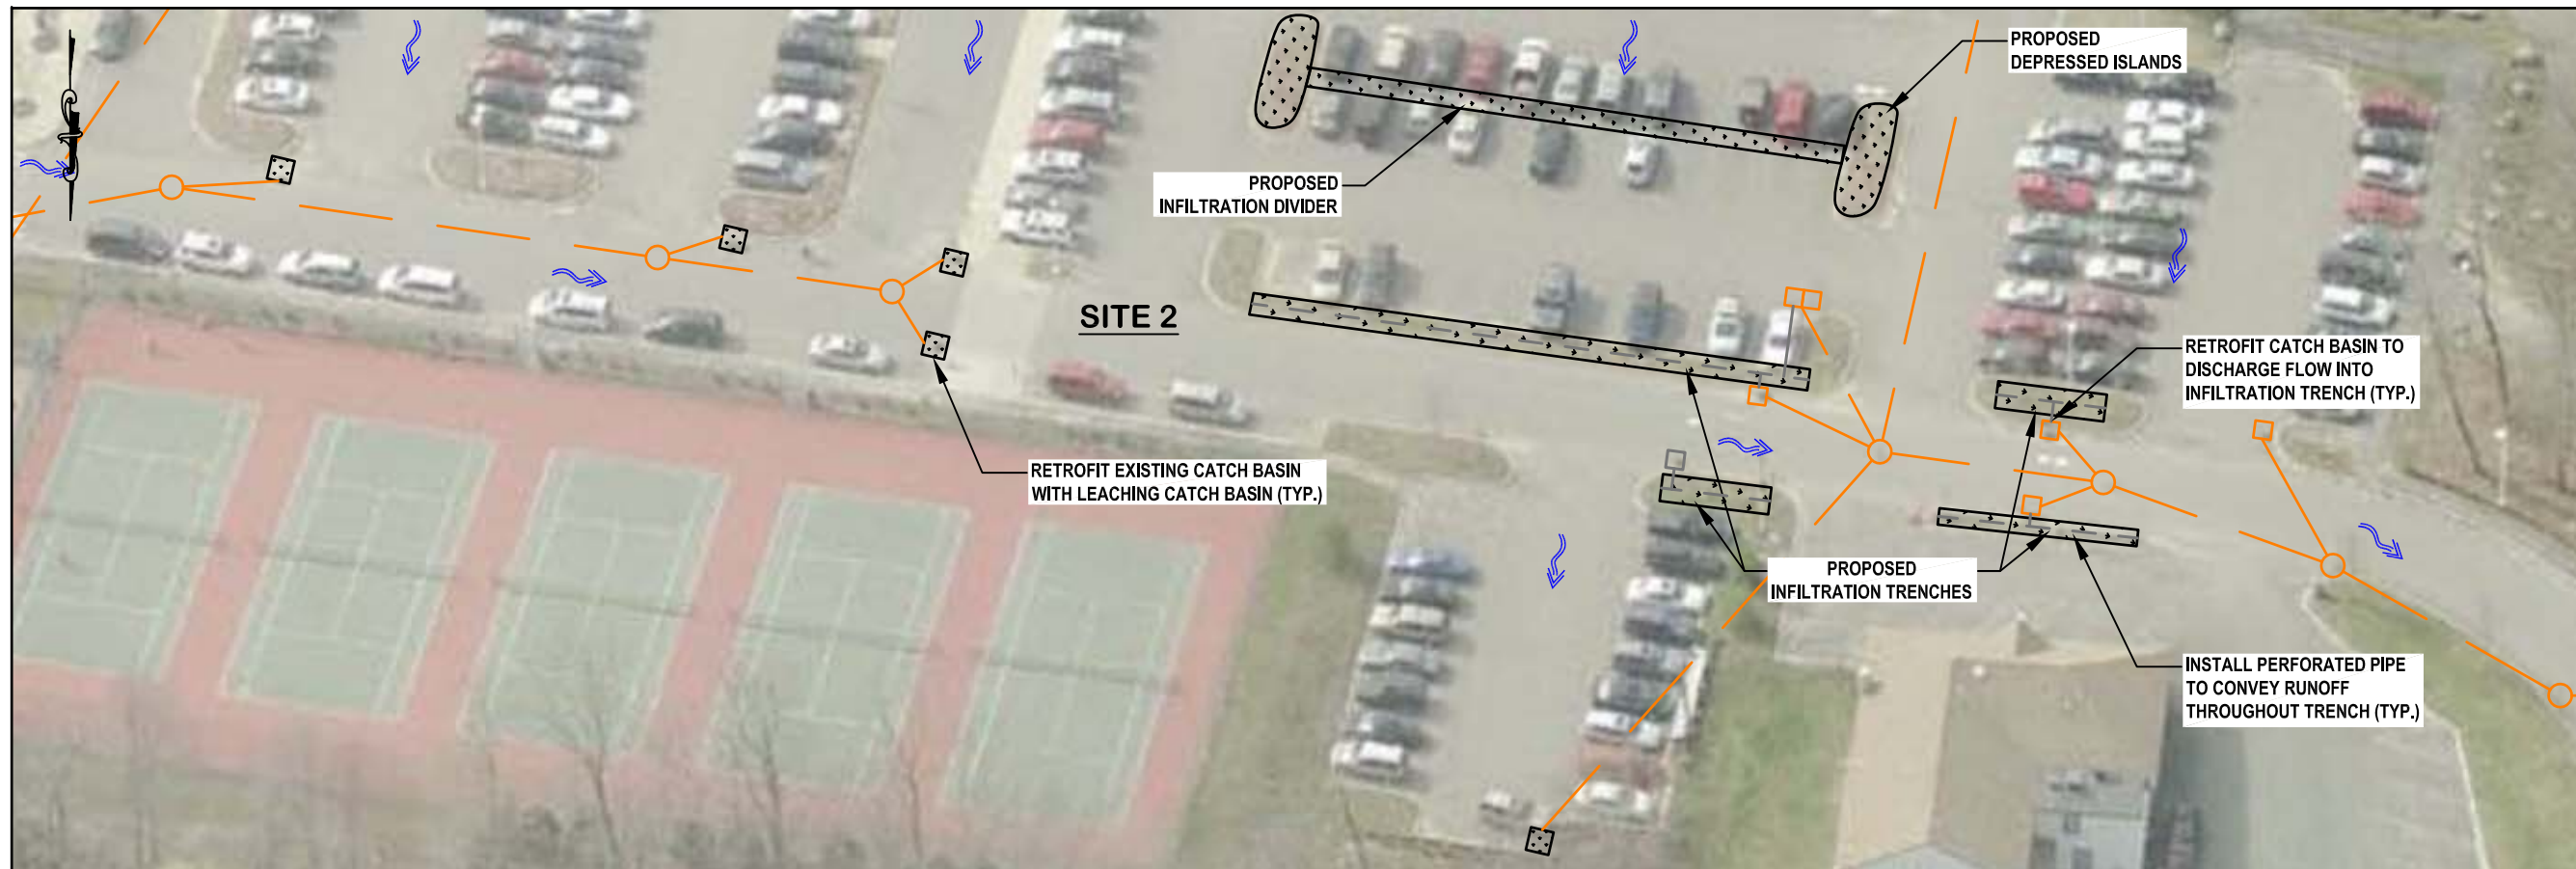 PROPOSED
DEPRESSED ISLANDS
PROPOSED
INFILTRATION DIVIDER
SITE 2
RETROFIT CATCH BASIN TO
DISCHARGE FLOW INTO
INFILTRATION TRENCH (TYP.)
RETROFIT EXISTING CATCH BASIN
WITH LEACHING CATCH BASIN (TYP.)
PROPOSED
INFILTRATION TRENCHES
INSTALL PERFORATED PIPE
TO CONVEY RUNOFF
THROUGHOUT TRENCH (TYP.)